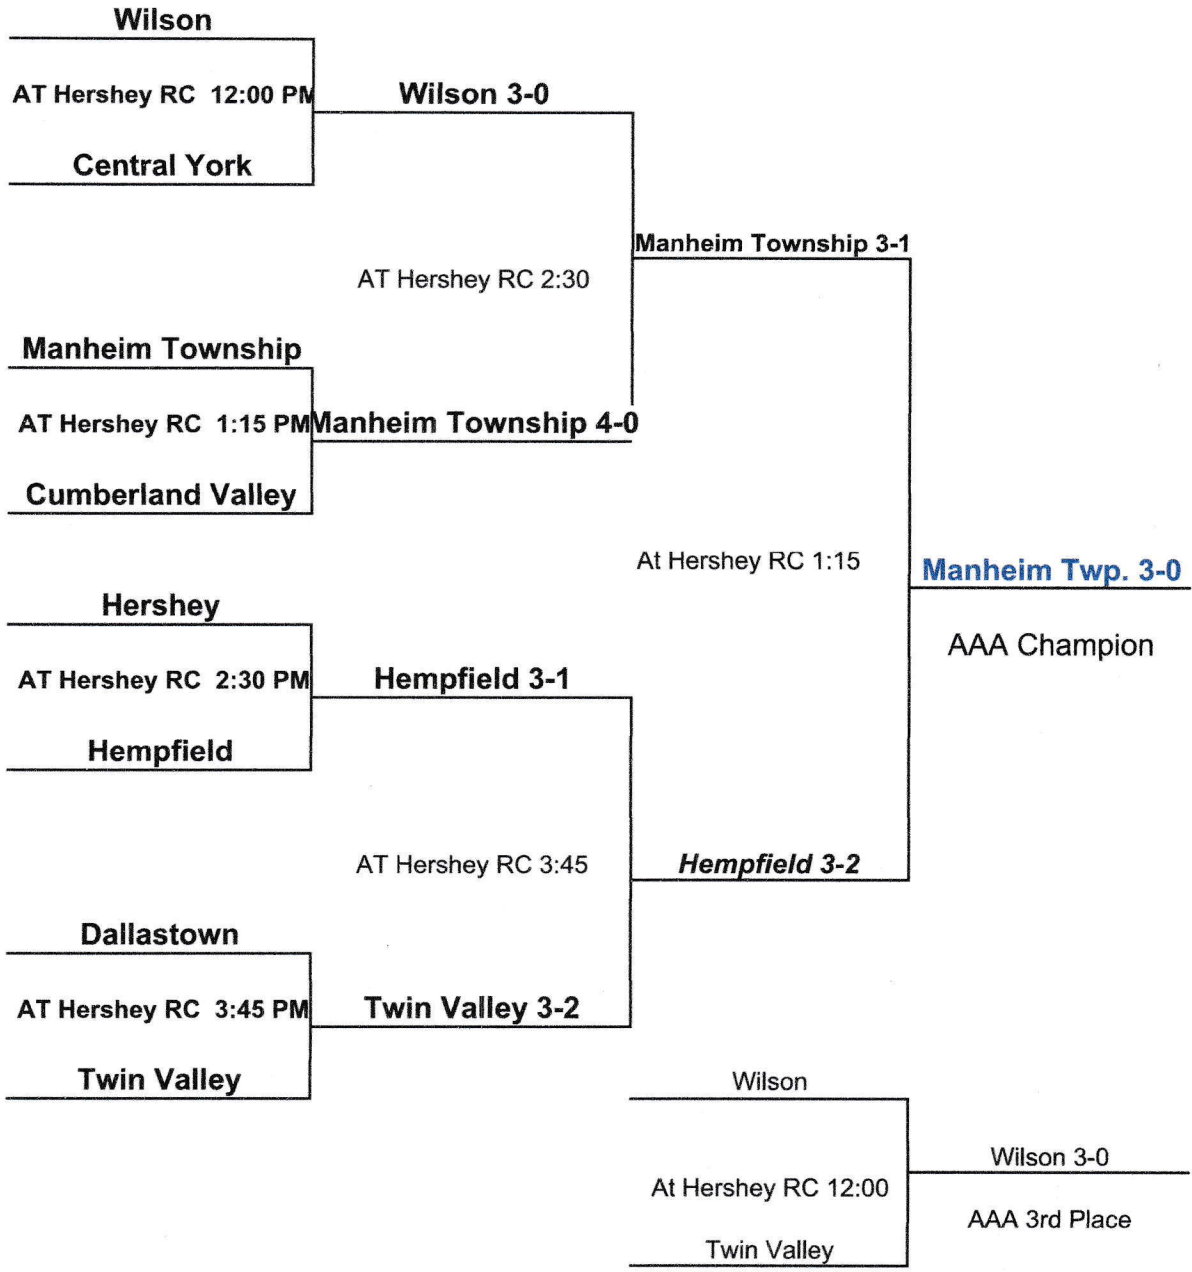 Wilson
AT Hershey RC 12:00 PM
Wilson 3-0
Central York
Manheim Township 3-1
AT Hershey RC 2:30
Manheim Township
AT Hershey RC 1:15 PM
Manheim Township 4-0
Cumberland Valley
At Hershey RC 1:15
Manheim Twp. 3-0
AAA Champion
Hershey
AT Hershey RC 2:30 PM
Hempfield 3-1
Hempfield
AT Hershey RC 3:45
Hempfield 3-2
Dallastown
AT Hershey RC 3:45 PM
Twin Valley 3-2
Twin Valley
Wilson
At Hershey RC 12:00
Wilson 3-0
AAA 3rd Place
Twin Valley